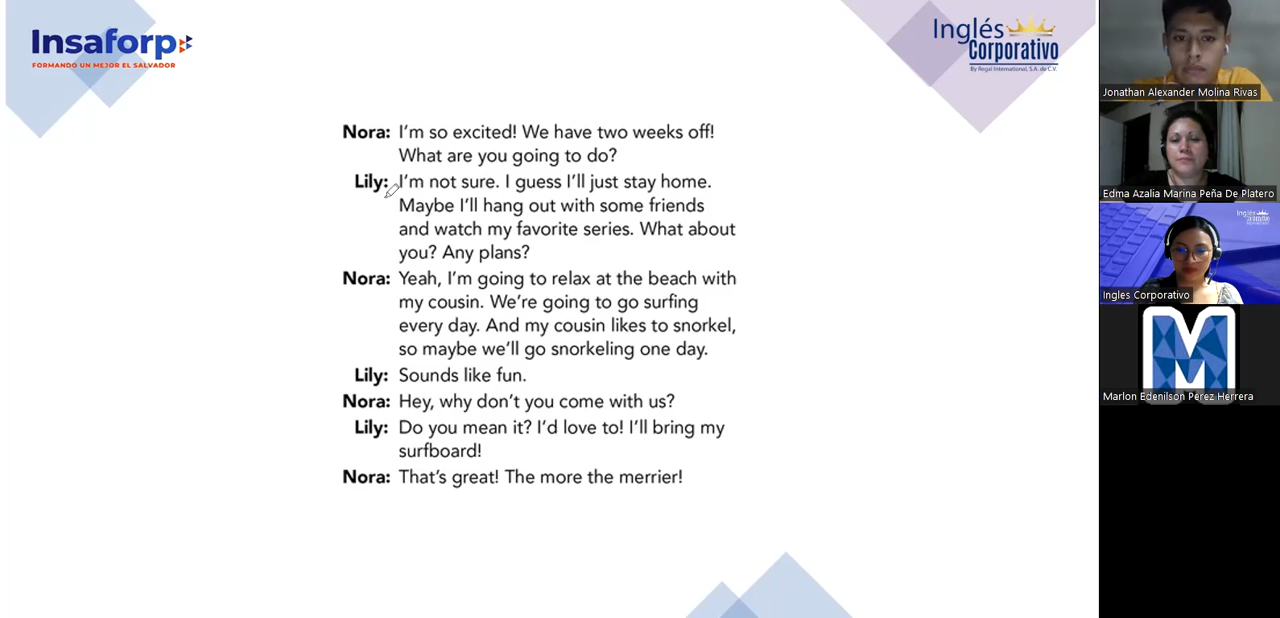 Insaforp
FORMANDO UN MEJOR EL SALVADOR
Inglés
Corporativo
By Regal International, S.A. de C.V.
Nora: I'm so excited! We have two weeks off!
What are you going to do?
Lily: I'm not sure. I guess I'll just stay home.
Maybe I'll hang out with some friends
and watch my favorite series. What about
you? Any plans?
Nora: Yeah, I'm going to relax at the beach with
my cousin. We're going to go surfing
every day. And my cousin likes to snorkel,
so maybe we'll go snorkeling one day.
Lily: Sounds like fun.
Nora: Hey, why don't you come with us?
Lily: Do you mean it? I'd love to! I'll bring my
surfboard!
Nora: That's great! The more the merrier!
Jonathan Alexander Molina Rivas
Edma Azalia Marina Peña De Platero
Inglés
Ingles Corporativo
M
Marlon Edenilson Perez Herrera